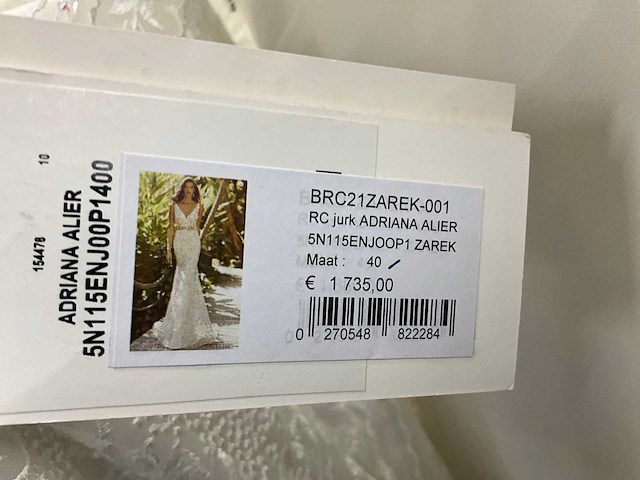 10
154478
ADRIANA ALIER
5N115ENJ00P1400
BRC21ZAREK-001
RC jurk ADRIANA ALIER
5N115ENJOOP1 ZAREK
Maat : 40
€ 1 735,00
0 270548 822284